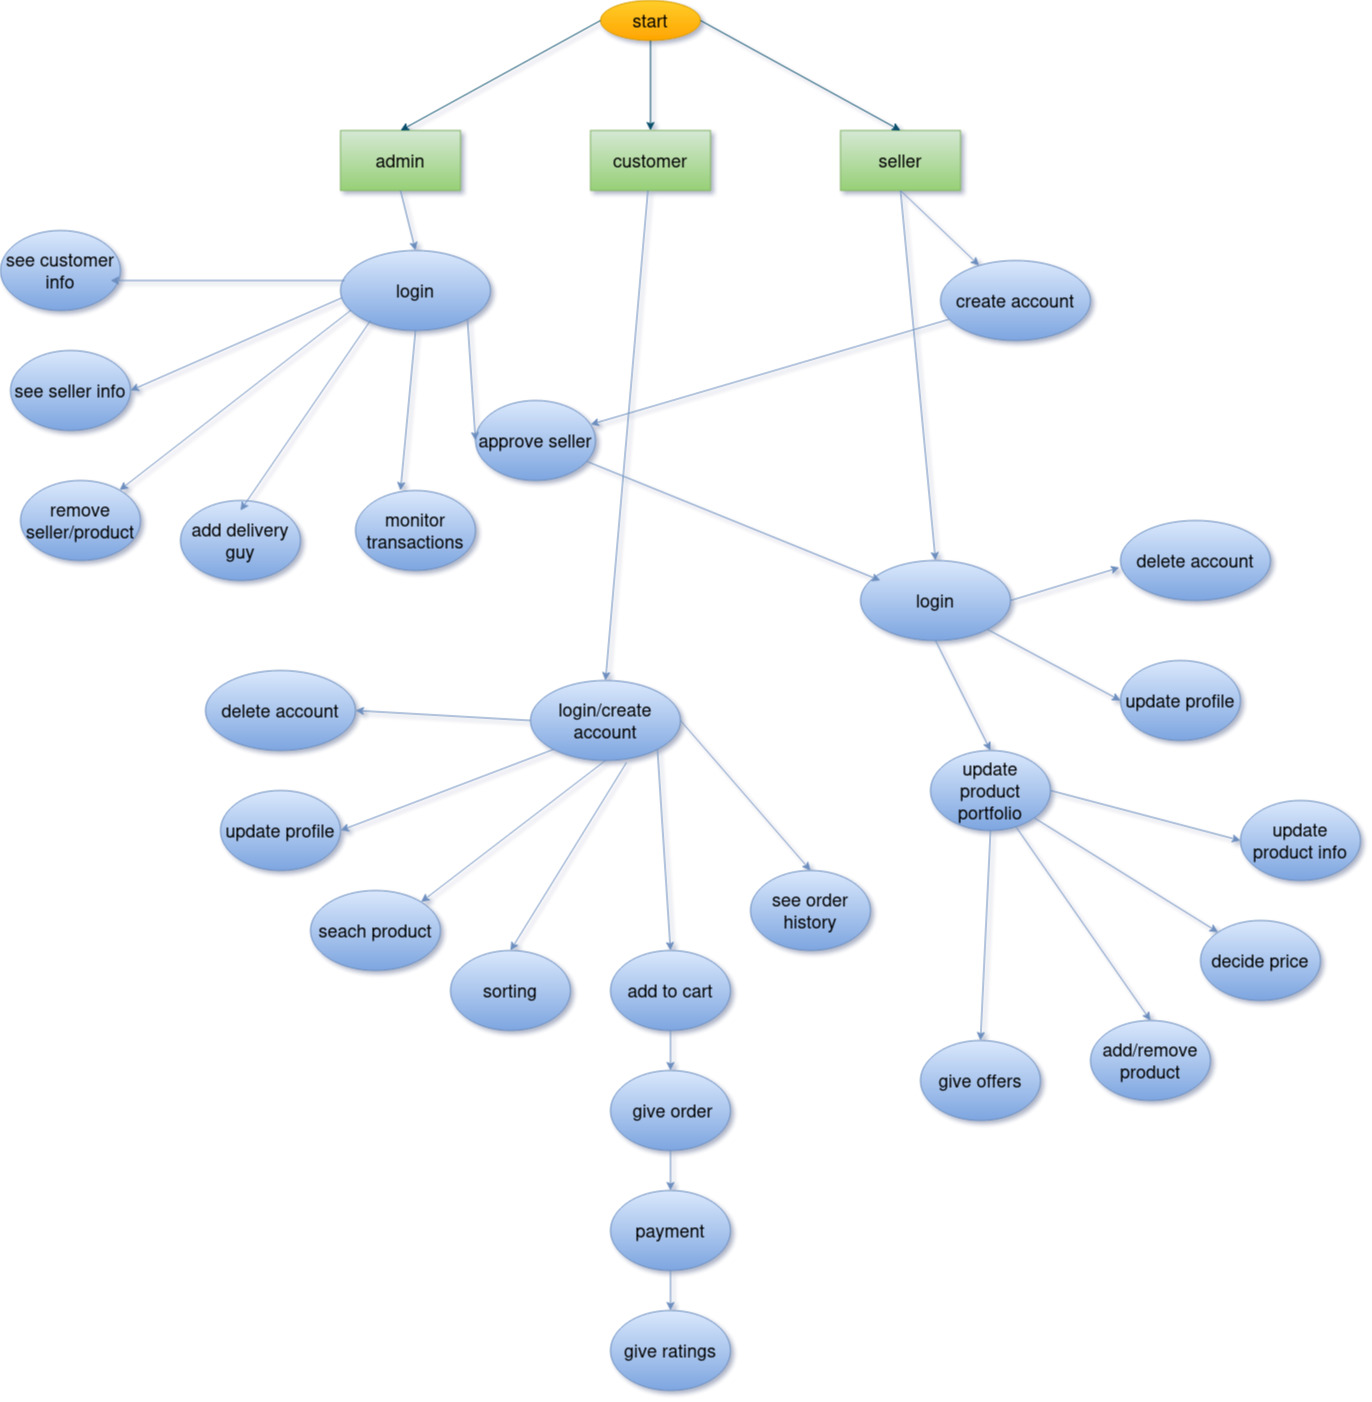 start
admin
customer
seller
see customer
info
login
create account
see seller info
approve seller
remove
seller/product
add delivery
guy
monitor
transactions
delete account
login
update profile
delete account
login/create
account
update profile
update
product
portfolio
update
product info
seach product
see order
history
sorting
add to cart
decide price
give offers
add/remove
product
give order
payment
give ratings